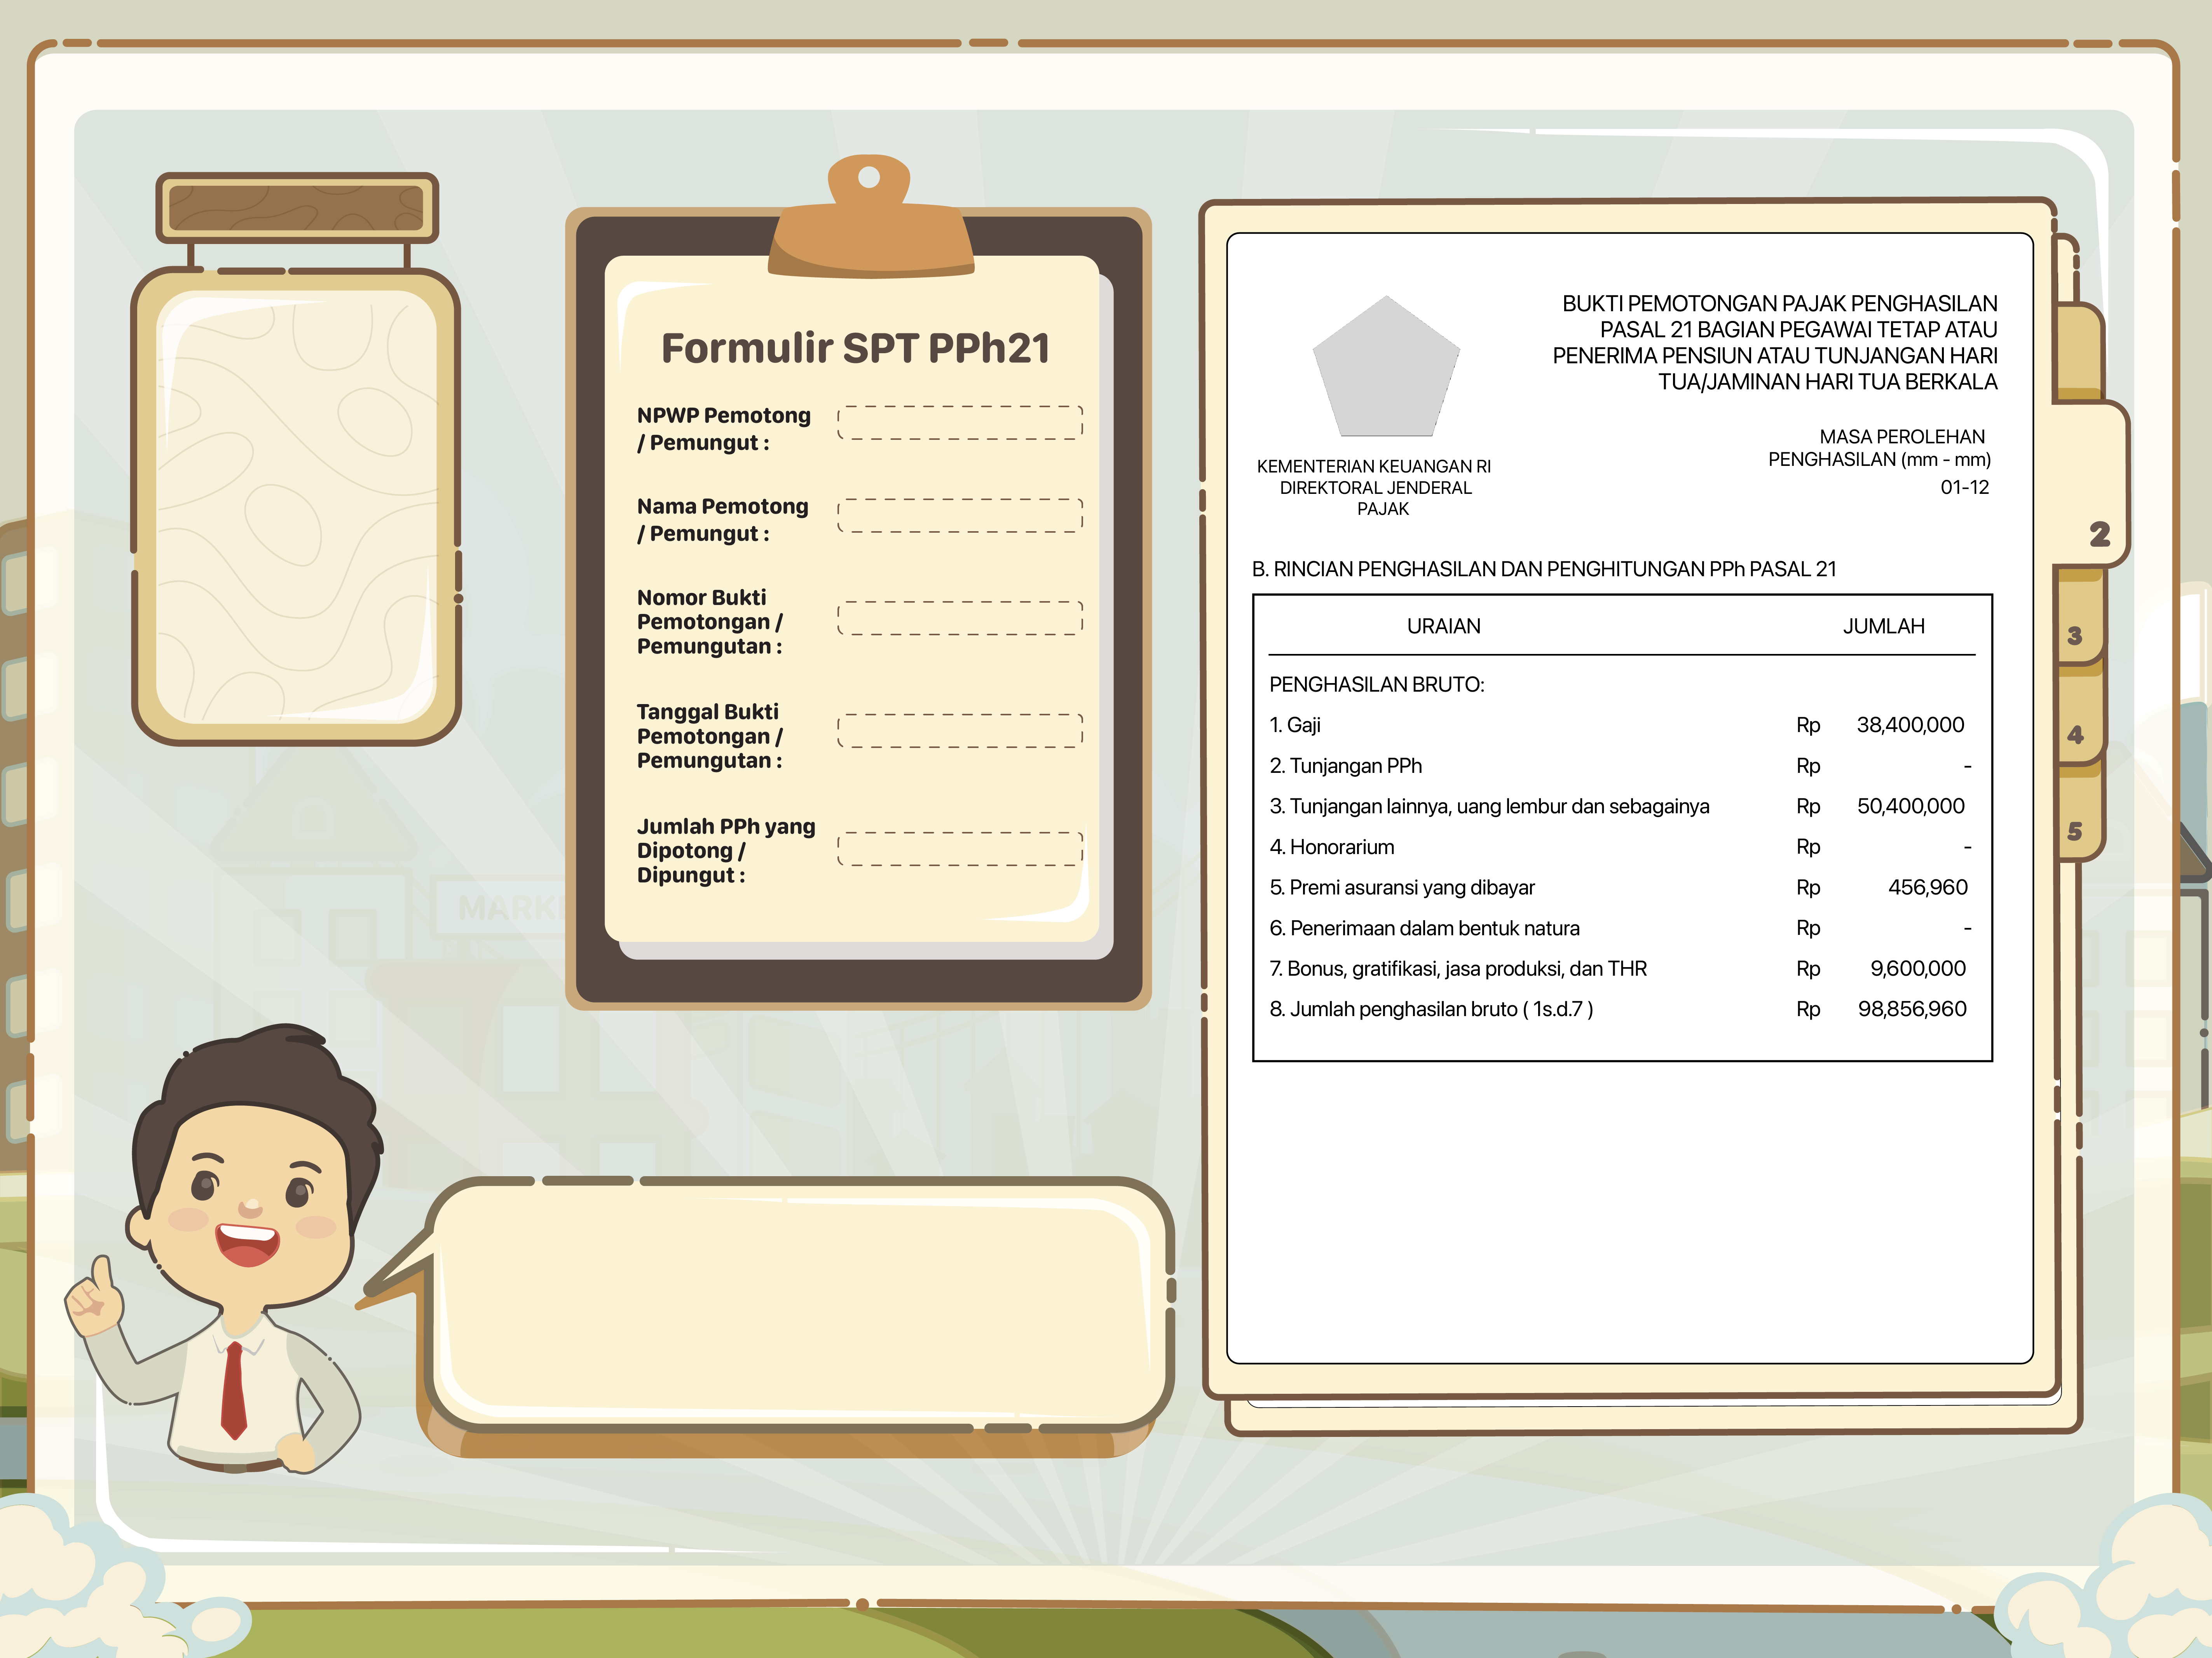 Formulir SPT PPh21
NPWP Pemotong
/ Pemungut :
Nama Pemotong
/ Pemungut :
Nomor Bukti
Pemotongan /
Pemungutan :
Tanggal Bukti
Pemotongan /
Pemungutan :
Jumlah PPh yang
Dipotong /
Dipungut :
BUKTI PEMOTONGAN PAJAK PENGHASILAN
PASAL 21 BAGIAN PEGAWAI TETAP ATAU
PENERIMA PENSIUN ATAU TUNJANGAN HARI
TUA/JAMINAN HARI TUA BERKALA
KEMENTERIAN KEUANGAN RI
DIREKTORAL JENDERAL
PAJAK
MASA PEROLEHAN
PENGHASILAN (mm - mm)
01-12
B. RINCIAN PENGHASILAN DAN PENGHITUNGAN PPh PASAL 21
URAIAN JUMLAH
PENGHASILAN BRUTO:
1. Gaji Rp 38,400,000
2. Tunjangan PPh Rp -
3. Tunjangan lainnya, uang lembur dan sebagainya Rp 50,400,000
4. Honorarium Rp -
5. Premi asuransi yang dibayar Rp 456,960
6. Penerimaan dalam bentuk natura Rp -
7. Bonus, gratifikasi, jasa produksi, dan THR Rp 9,600,000
8. Jumlah penghasilan bruto ( 1s.d.7 ) Rp 98,856,960
2
3
4
5